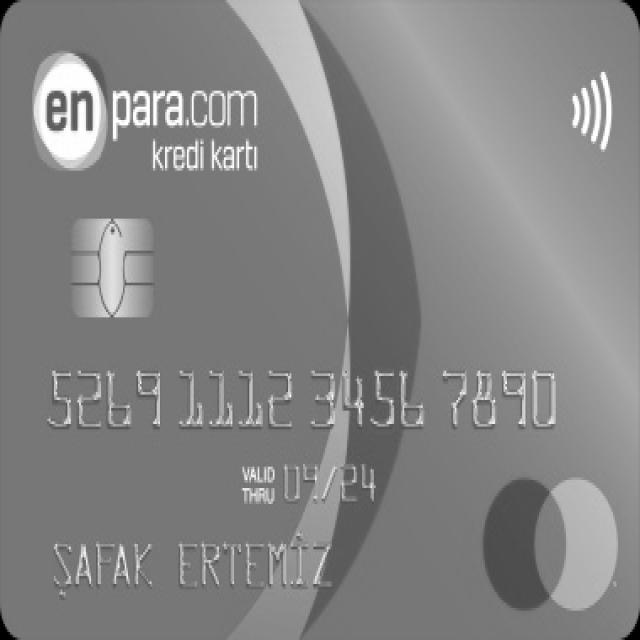 enpara.com
kredi kartı
5269 1112 3456 7890
VALID THRU 04/24
ŞAFAK ERTEMİZ